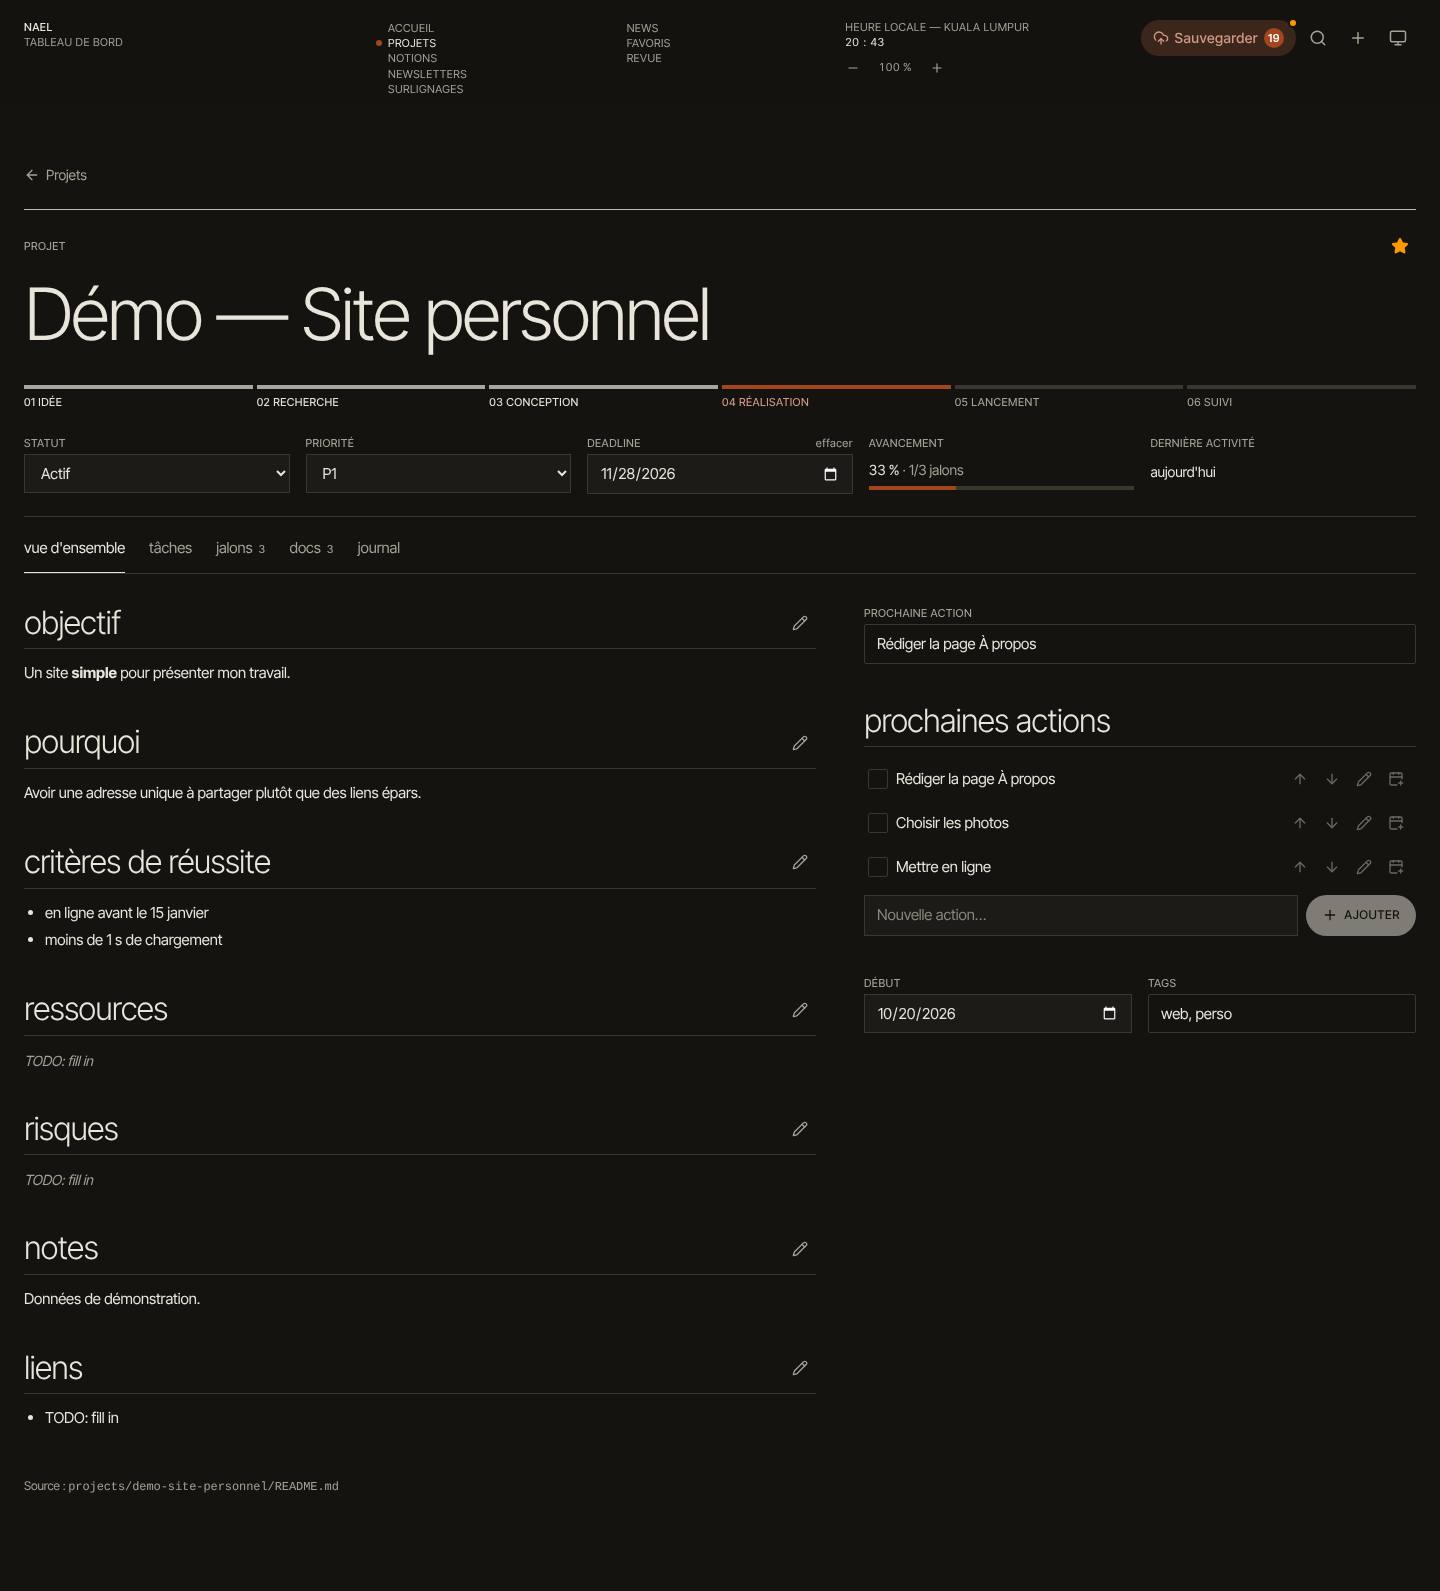 NAEL
TABLEAU DE BORD
ACCUEIL
PROJETS
NOTIONS
NEWSLETTERS
SURLIGNAGES
NEWS
FAVORIS
REVUE
HEURE LOCALE — KUALA LUMPUR
20 : 43
100 %
Sauvegarder 19
Projets
PROJET
Démo — Site personnel
01 IDÉE
02 RECHERCHE
03 CONCEPTION
04 RÉALISATION
05 LANCEMENT
06 SUIVI
STATUT
Actif
PRIORITÉ
P1
DEADLINE effacer
11/28/2026
AVANCEMENT
33 % · 1/3 jalons
DERNIÈRE ACTIVITÉ
aujourd'hui
vue d'ensemble tâches jalons 3 docs 3 journal
objectif
Un site simple pour présenter mon travail.
pourquoi
Avoir une adresse unique à partager plutôt que des liens épars.
critères de réussite
en ligne avant le 15 janvier
moins de 1 s de chargement
ressources
TODO: fill in
risques
TODO: fill in
notes
Données de démonstration.
liens
TODO: fill in
Source : projects/demo-site-personnel/README.md
PROCHAINE ACTION
Rédiger la page À propos
prochaines actions
Rédiger la page À propos
Choisir les photos
Mettre en ligne
Nouvelle action…
AJOUTER
DÉBUT
10/20/2026
TAGS
web, perso